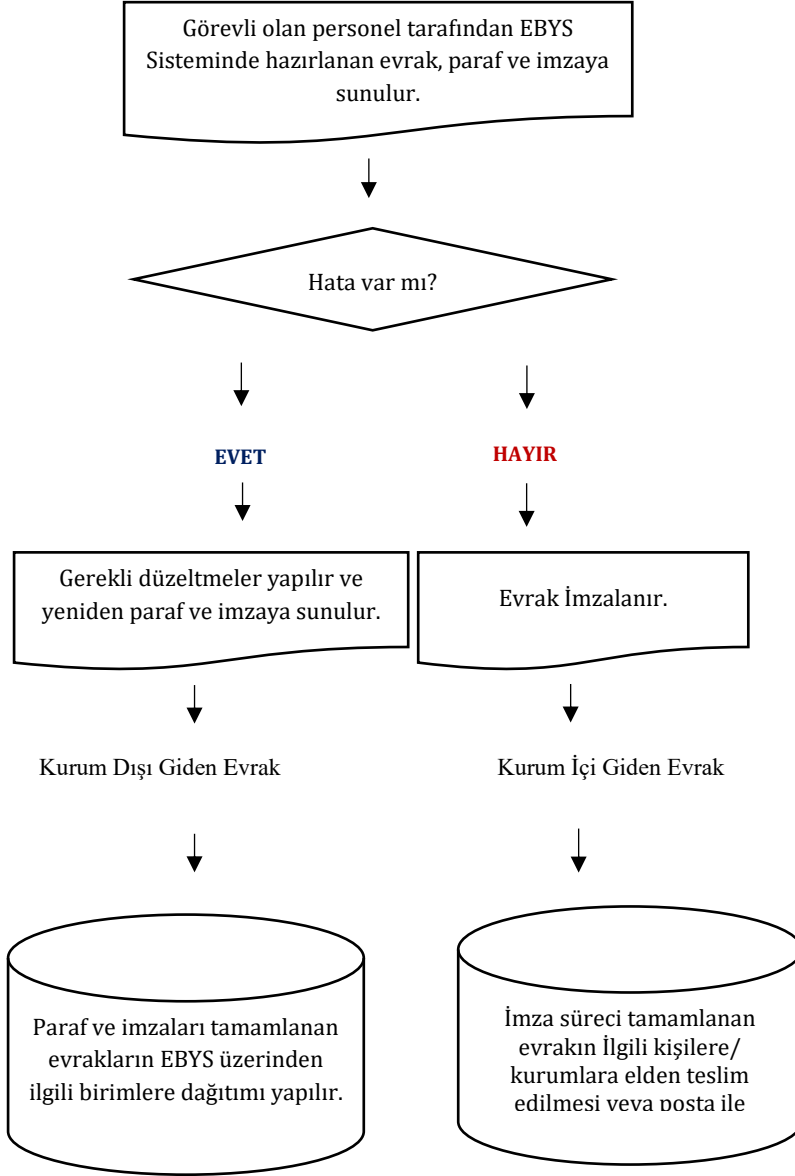 Görevli olan personel tarafından EBYS
Sisteminde hazırlanan evrak, paraf ve imzaya
sunulur.
Hata var mı?
EVET
HAYIR
Gerekli düzeltmeler yapılır ve
yeniden paraf ve imzaya sunulur.
Evrak İmzalanır.
Kurum Dışı Giden Evrak
Kurum İçi Giden Evrak
Paraf ve imzaları tamamlanan
evrakların EBYS üzerinden
ilgili birimlere dağıtımı yapılır.
İmza süreci tamamlanan
evrakın İlgili kişilere/
kurumlara elden teslim
edilmesi veya posta ile